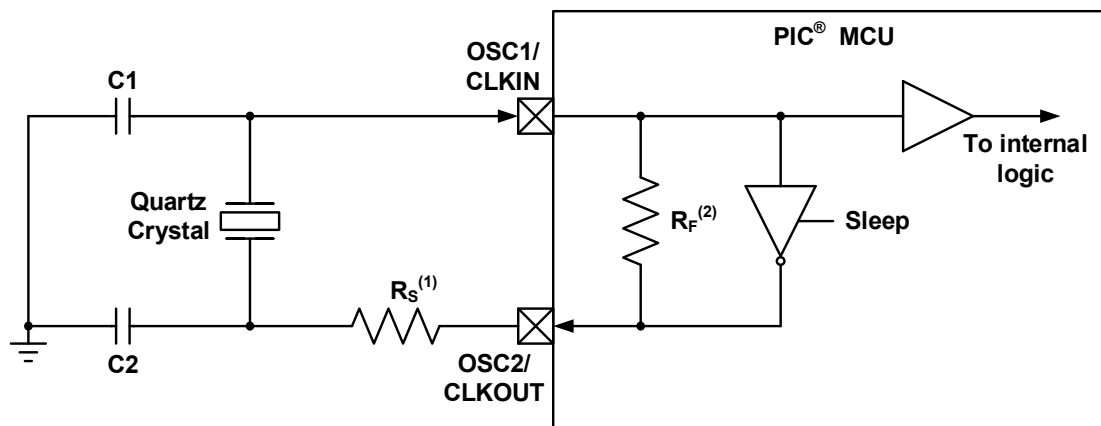 PIC® MCU
OSC1/
CLKIN
C1
To internal
logic
Quartz
Crystal
RF(2)
Sleep
RS(1)
C2
OSC2/
CLKOUT